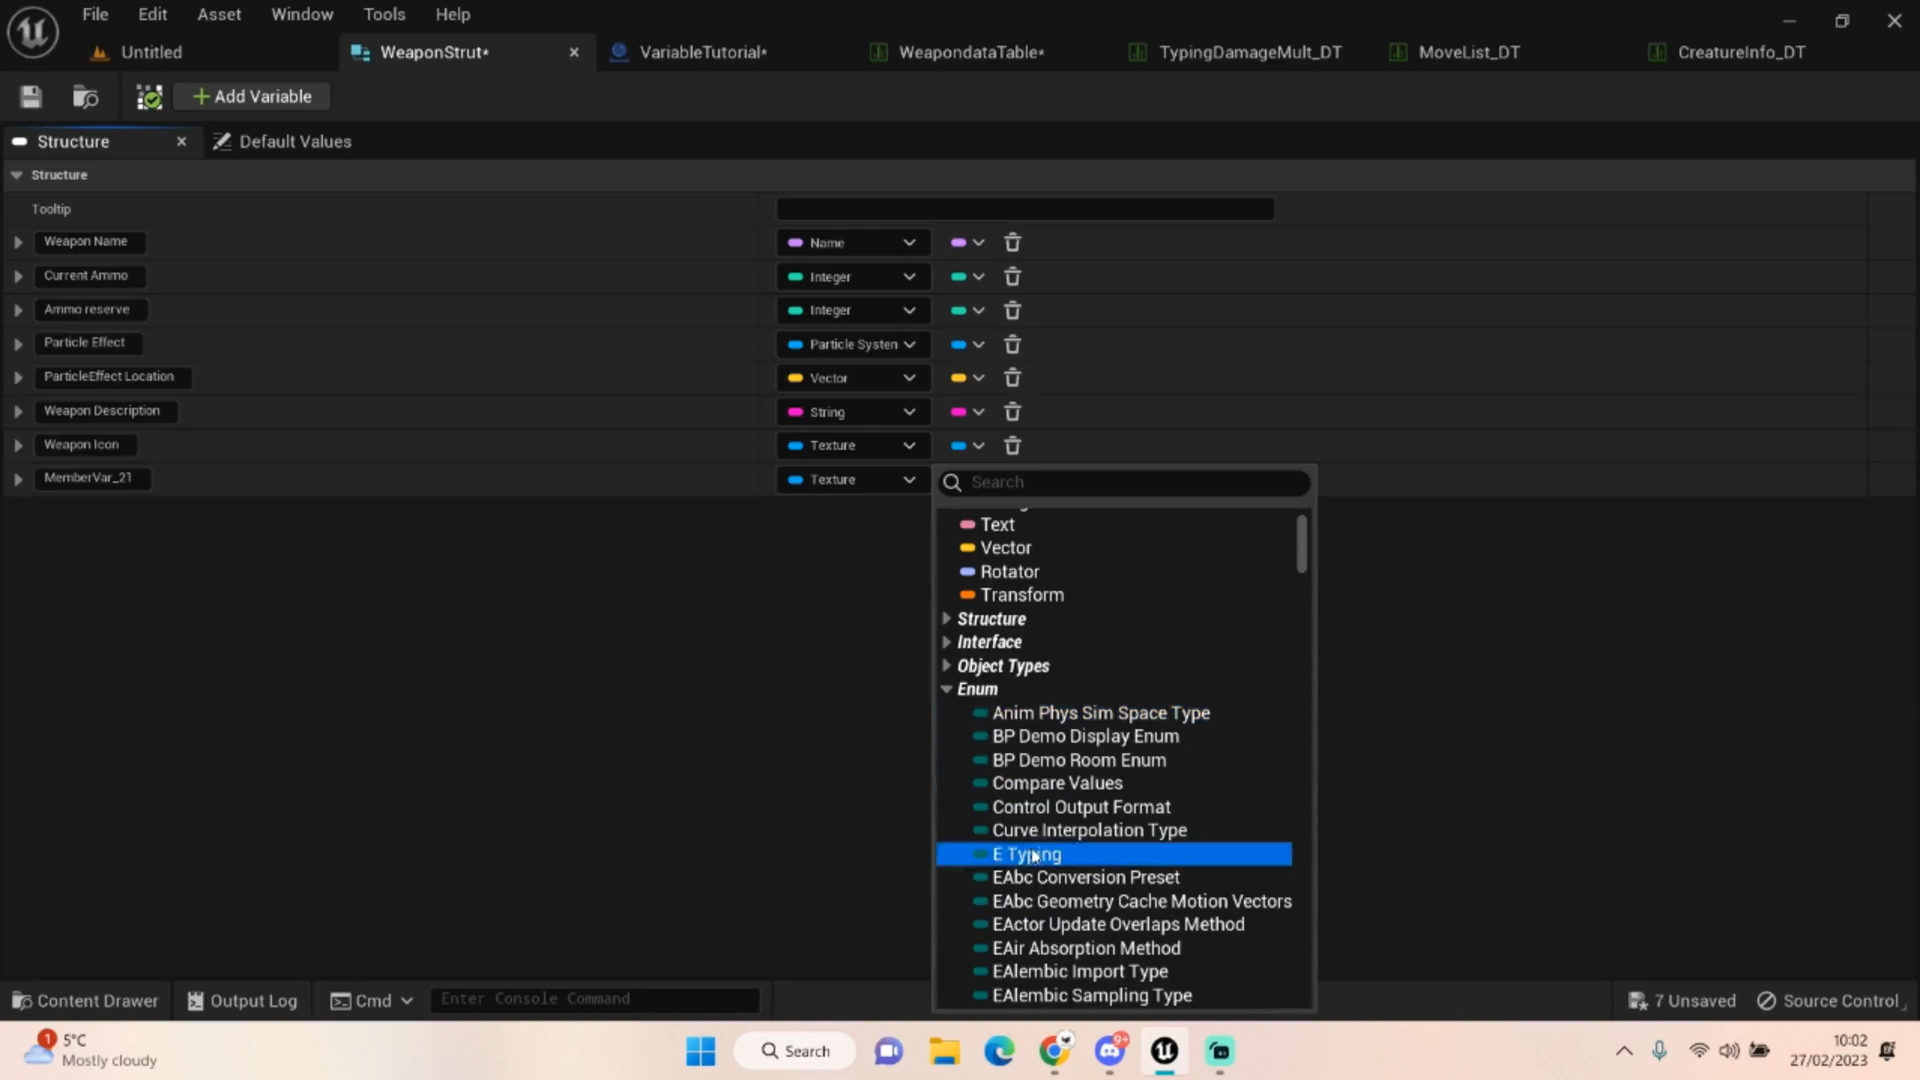 File Edit Asset Window Tools Help
Untitled WeaponStrut* VariableTutorial* WeapondataTable* TypingDamageMult_DT MoveList_DT CreatureInfo_DT
Add Variable
Structure Default Values
Structure
Tooltip
Weapon Name Name
Current Ammo Integer
Ammo reserve Integer
Particle Effect Particle System
ParticleEffect Location Vector
Weapon Description String
Weapon Icon Texture
MemberVar_21 Texture
Search
Text
Vector
Rotator
Transform
Structure
Interface
Object Types
Enum
Anim Phys Sim Space Type
BP Demo Display Enum
BP Demo Room Enum
Compare Values
Control Output Format
Curve Interpolation Type
E Typing
EAbc Conversion Preset
EAbc Geometry Cache Motion Vectors
EActor Update Overlaps Method
EAir Absorption Method
EAlembic Import Type
EAlembic Sampling Type
Content Drawer Output Log Cmd Enter Console Command 7 Unsaved Source Control
1 5°C
Mostly cloudy
Search
9+
10:02
27/02/2023